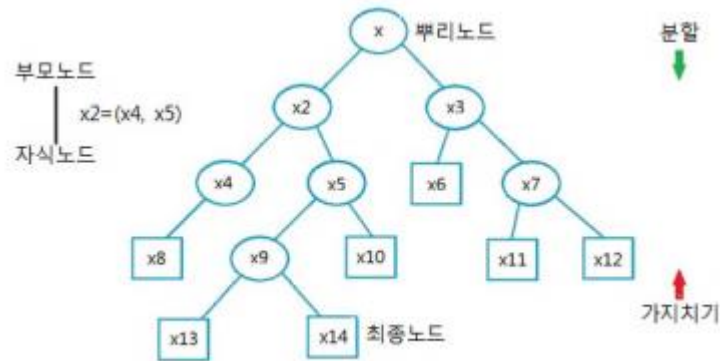 x 뿌리노드
분할
부모노드
x2=(x4, x5)
자식노드
x2
x3
x4
x5
x6
x7
x8
x9
x10
x11
x12
가지치기
x13
x14 최종노드